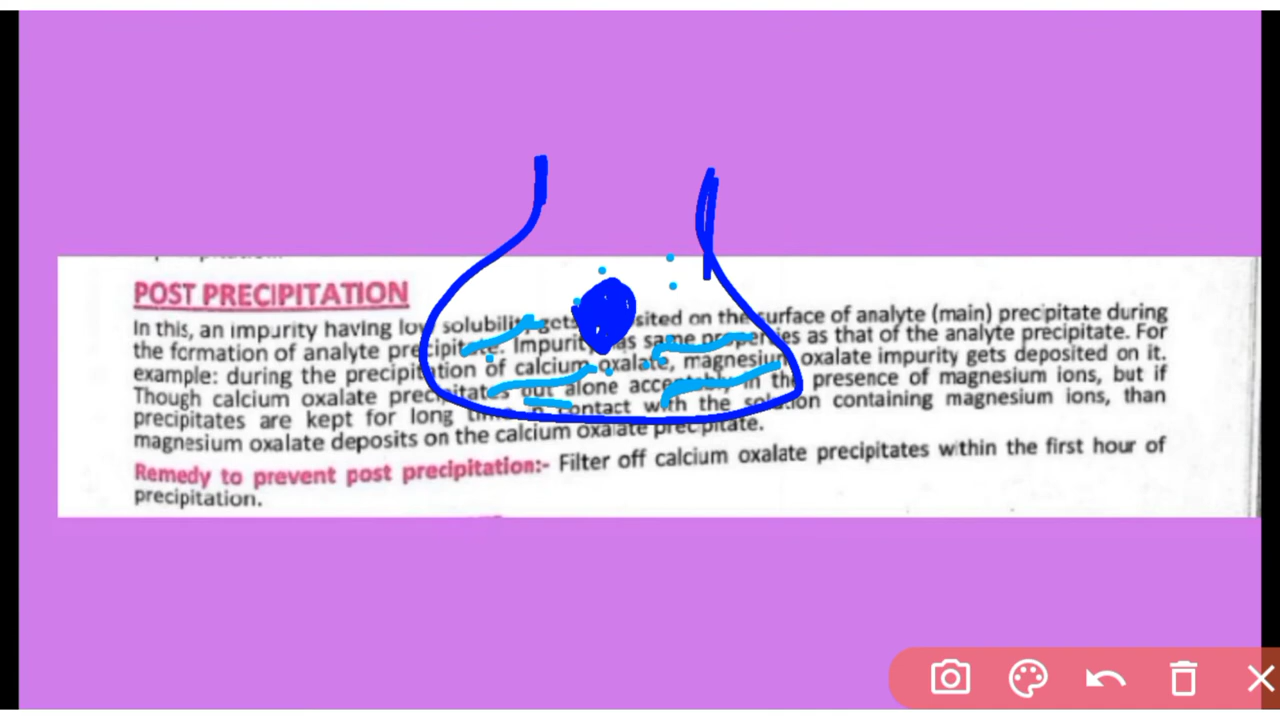 POST PRECIPITATION
In this, an impurity having low solubility gets sited on the surface of analyte (main) precipitate during
the formation of analyte precipitate. Impurity has same properties as that of the analyte precipitate. For
example: during the precipitation of calcium oxalate, magnesium oxalate impurity gets deposited on it.
Though calcium oxalate precipitates out alone acceptably in the presence of magnesium ions, but if
precipitates are kept for long time in contact with the solution containing magnesium ions, than
magnesium oxalate deposits on the calcium oxalate precipitate.
Remedy to prevent post precipitation:- Filter off calcium oxalate precipitates within the first hour of
precipitation.